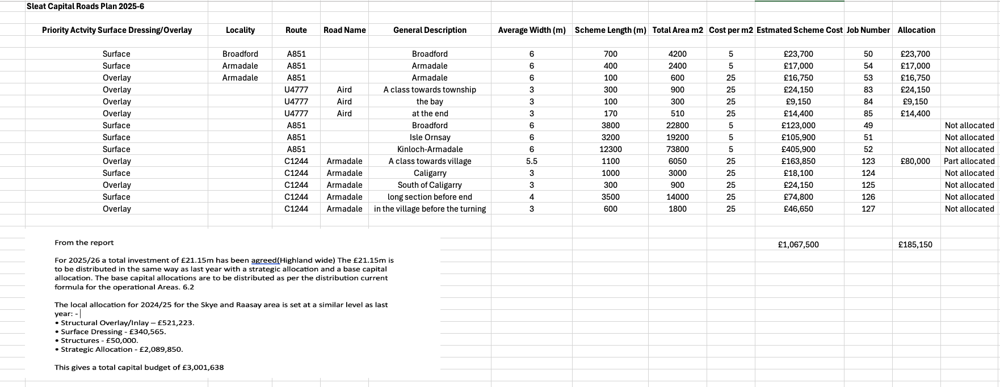 Sleat Capital Roads Plan 2025-6
Priority Actvity Surface Dressing/Overlay Locality Route Road Name General Description Average Width (m) Scheme Length (m) Total Area m2 Cost per m2 Estmated Scheme Cost Job Number Allocation
Surface Broadford A851 Broadford 6 700 4200 5 £23,700 50 £23,700
Surface Armadale A851 Armadale 6 400 2400 5 £17,000 54 £17,000
Overlay Armadale A851 Armadale 6 100 600 25 £16,750 53 £16,750
Overlay U4777 Aird A class towards township 3 300 900 25 £24,150 83 £24,150
Overlay U4777 Aird the bay 3 100 300 25 £9,150 84 £9,150
Overlay U4777 Aird at the end 3 170 510 25 £14,400 85 £14,400
Surface A851 Broadford 6 3800 22800 5 £123,000 49 Not allocated
Surface A851 Isle Ornsay 6 3200 19200 5 £105,900 51 Not allocated
Surface A851 Kinloch-Armadale 6 12300 73800 5 £405,900 52 Not allocated
Overlay C1244 Armadale A class towards village 5.5 1100 6050 25 £163,850 123 £80,000 Part allocated
Surface C1244 Armadale Caligarry 3 1000 3000 25 £18,100 124 Not allocated
Overlay C1244 Armadale South of Caligarry 3 300 900 25 £24,150 125 Not allocated
Surface C1244 Armadale long section before end 4 3500 14000 25 £74,800 126 Not allocated
Overlay C1244 Armadale in the village before the turning 3 600 1800 25 £46,650 127 Not allocated
£1,067,500 £185,150
From the report
For 2025/26 a total investment of £21.15m has been agreed(Highland wide) The £21.15m is
to be distributed in the same way as last year with a strategic allocation and a base capital
allocation. The base capital allocations are to be distributed as per the distribution current
formula for the operational Areas. 6.2
The local allocation for 2024/25 for the Skye and Raasay area is set at a similar level as last
year: -
• Structural Overlay/Inlay – £521,223.
• Surface Dressing - £340,565.
• Structures - £50,000.
• Strategic Allocation - £2,089,850.
This gives a total capital budget of £3,001,638